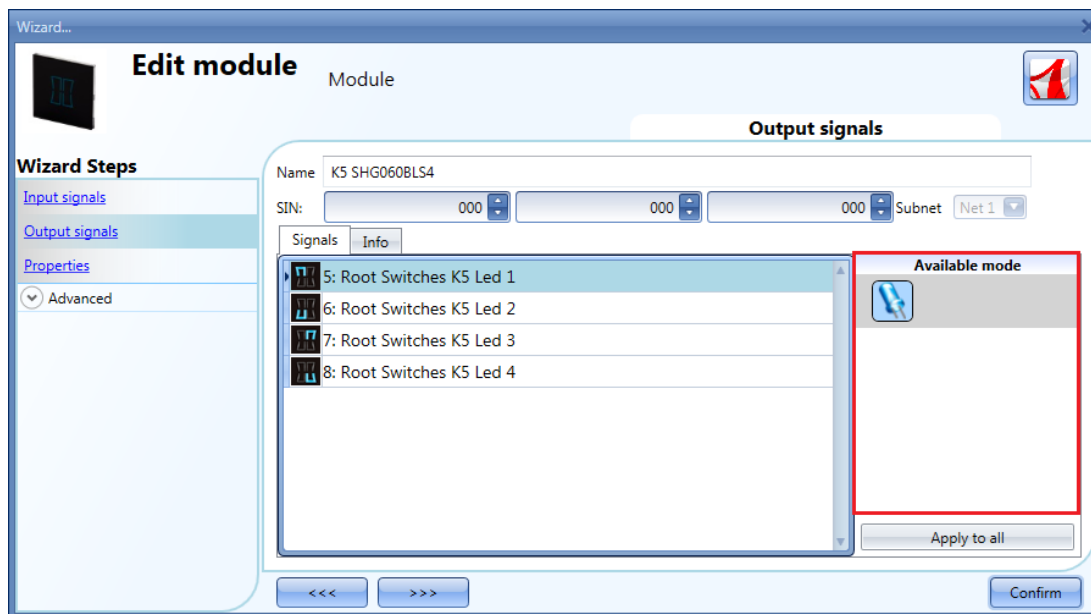 Wizard...
Edit module
Module
Output signals
Wizard Steps
Input signals
Output signals
Properties
Advanced
Name K5 SHG060BLS4
SIN: 000 000 000 Subnet Net 1
Signals Info
5: Root Switches K5 Led 1
6: Root Switches K5 Led 2
7: Root Switches K5 Led 3
8: Root Switches K5 Led 4
Available mode
Apply to all
<<< >>> Confirm